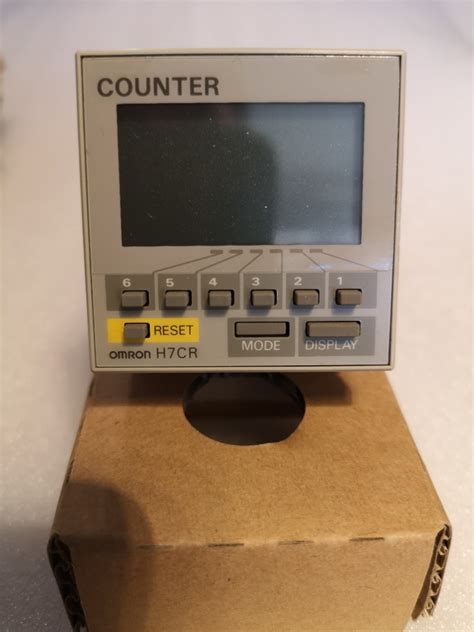 COUNTER
6 5 4 3 2 1
RESET
MODE DISPLAY
OMRON H7CR